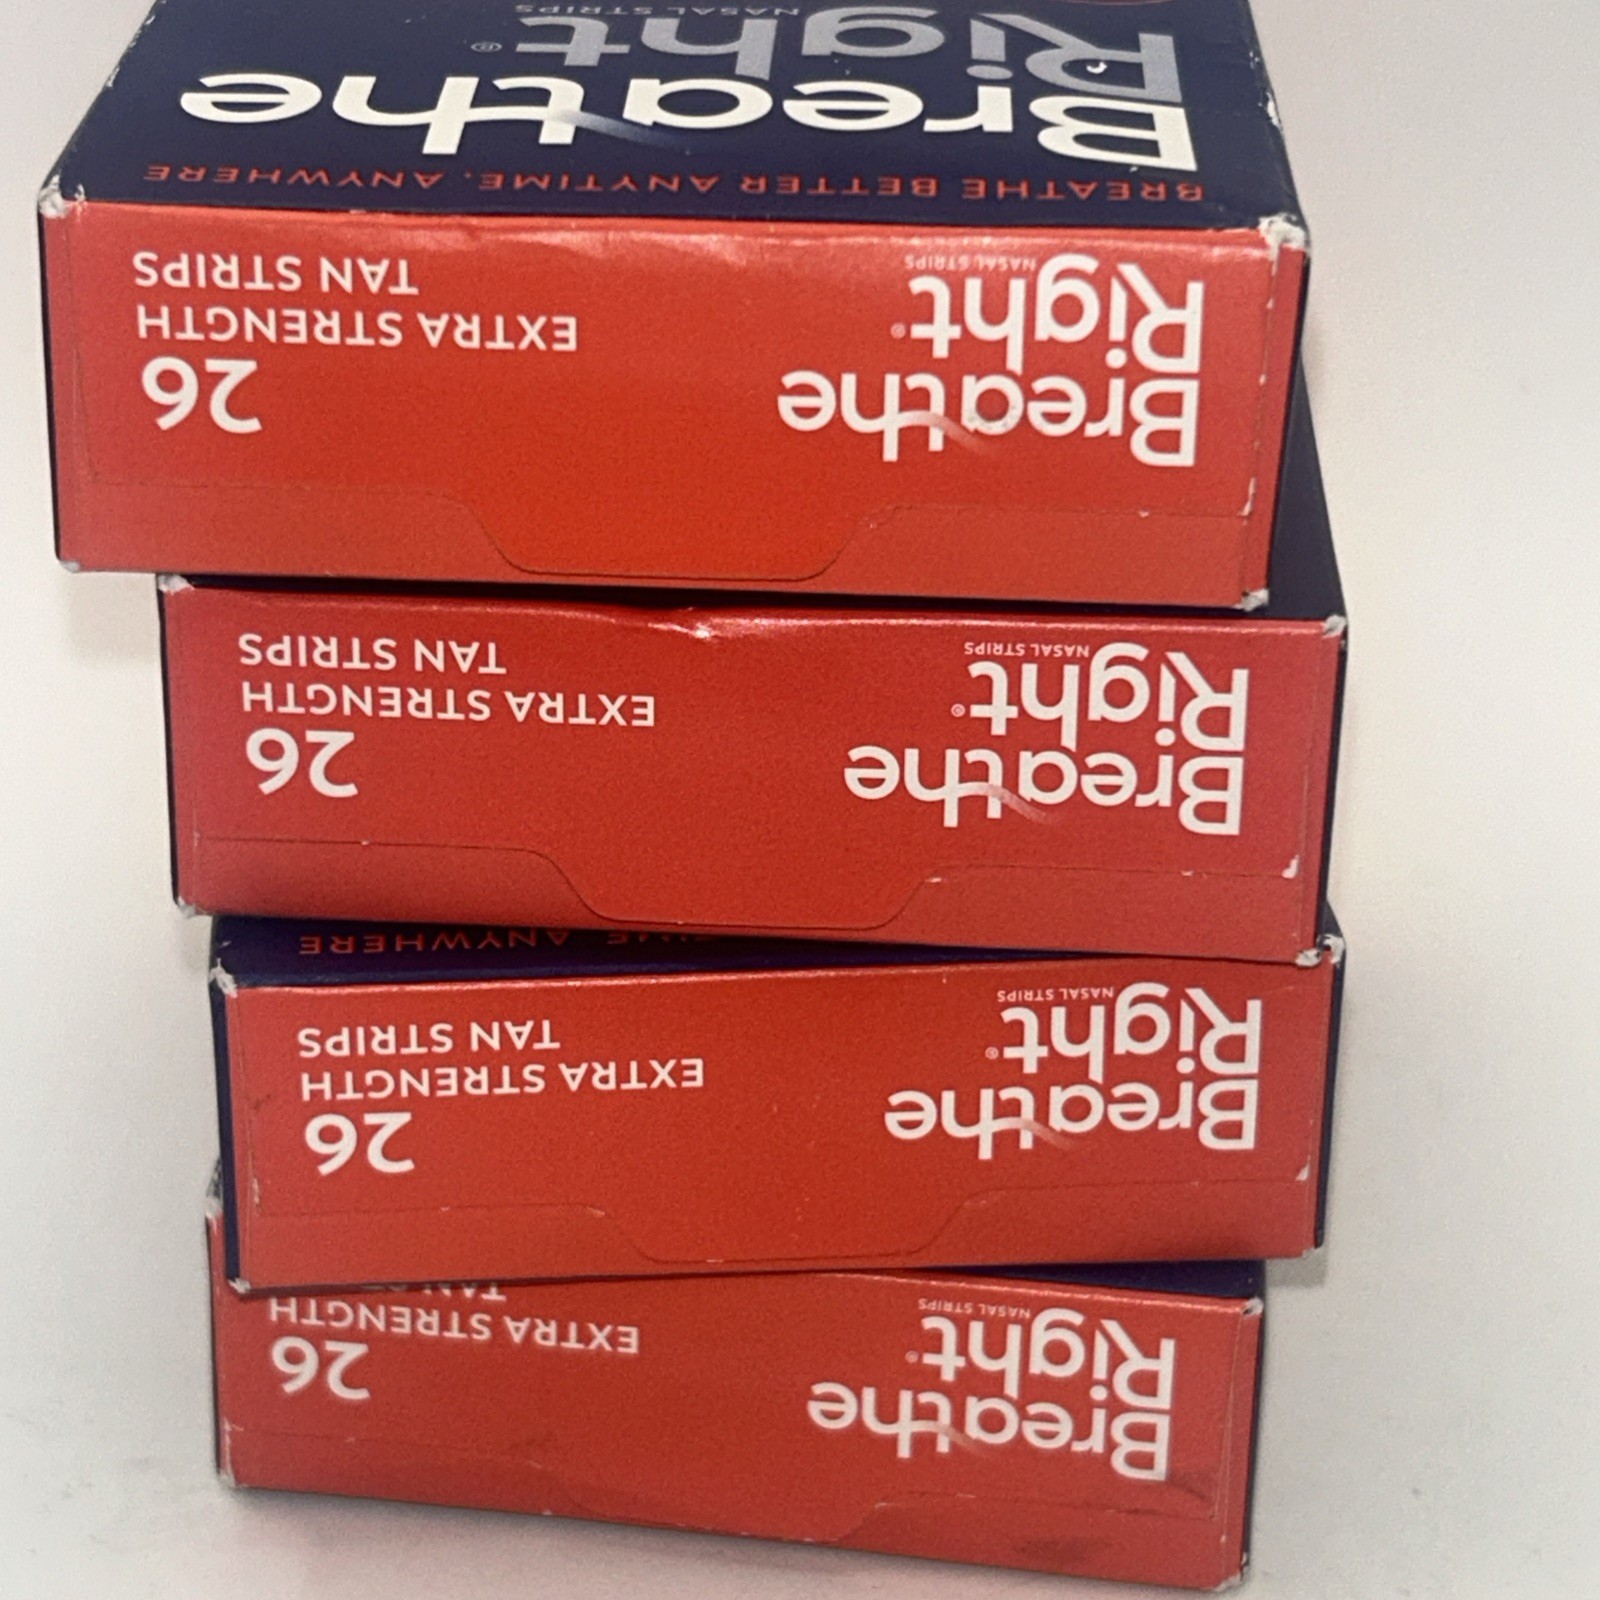 BREATHE BETTER ANYTIME, ANYWHERE
Breathe
Right®
NASAL STRIPS
Breathe
Right®
NASAL STRIPS
26
EXTRA STRENGTH
TAN STRIPS
Breathe
Right®
NASAL STRIPS
26
EXTRA STRENGTH
TAN STRIPS
ANYWHERE
Breathe
Right®
NASAL STRIPS
26
EXTRA STRENGTH
TAN STRIPS
Breathe
Right®
NASAL STRIPS
26
EXTRA STRENGTH
TAN